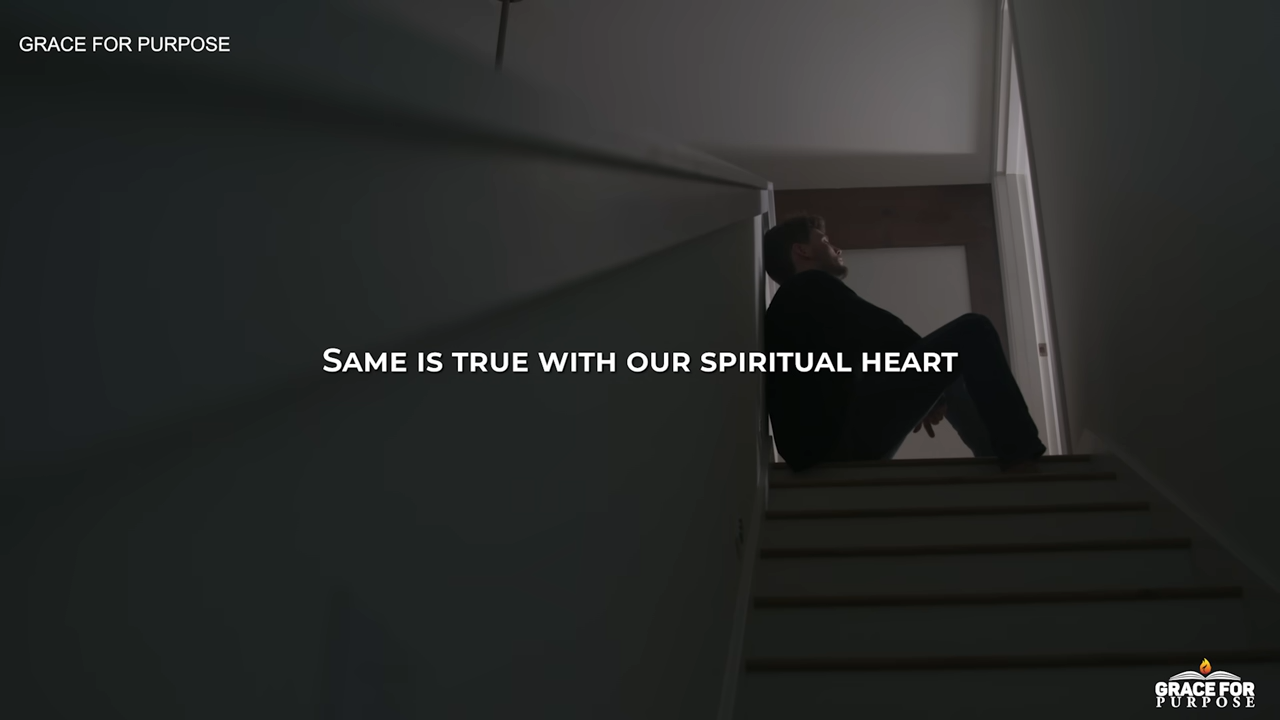 GRACE FOR PURPOSE
SAME IS TRUE WITH OUR SPIRITUAL HEART
GRACE FOR
PURPOSE